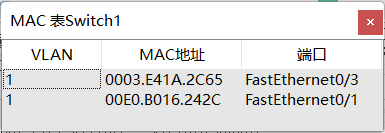 MAC 表Switch1
VLAN MAC地址 端口
1 0003.E41A.2C65 FastEthernet0/3
1 00E0.B016.242C FastEthernet0/1